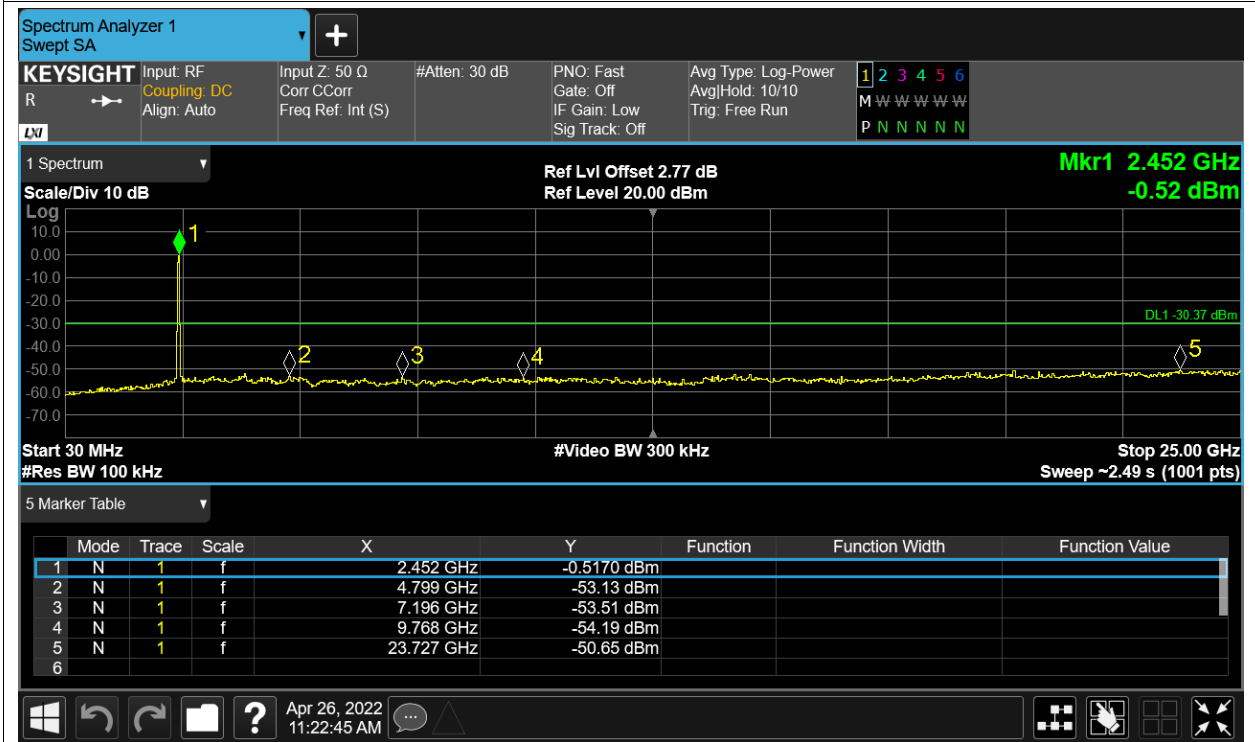 Spectrum Analyzer 1
Swept SA
KEYSIGHT
R
LXI
Input: RF
Coupling: DC
Align: Auto
Input Z: 50 Ω
Corr CCorr
Freq Ref: Int (S)
#Atten: 30 dB
PNO: Fast
Gate: Off
IF Gain: Low
Sig Track: Off
Avg Type: Log-Power
Avg|Hold: 10/10
Trig: Free Run
1 2 3 4 5 6
M W W W W W
P N N N N N
1 Spectrum
Scale/Div 10 dB
Ref Lvl Offset 2.77 dB
Ref Level 20.00 dBm
Mkr1 2.452 GHz
-0.52 dBm
Log
10.0
0.00
-10.0
-20.0
-30.0
-40.0
-50.0
-60.0
-70.0
1
2
3
4
5
DL1 -30.37 dBm
Start 30 MHz
#Video BW 300 kHz
Stop 25.00 GHz
#Res BW 100 kHz
Sweep ~2.49 s (1001 pts)
5 Marker Table
Mode Trace Scale X Y Function Function Width Function Value
1 N 1 f 2.452 GHz -0.5170 dBm
2 N 1 f 4.799 GHz -53.13 dBm
3 N 1 f 7.196 GHz -53.51 dBm
4 N 1 f 9.768 GHz -54.19 dBm
5 N 1 f 23.727 GHz -50.65 dBm
6
?
Apr 26, 2022
11:22:45 AM